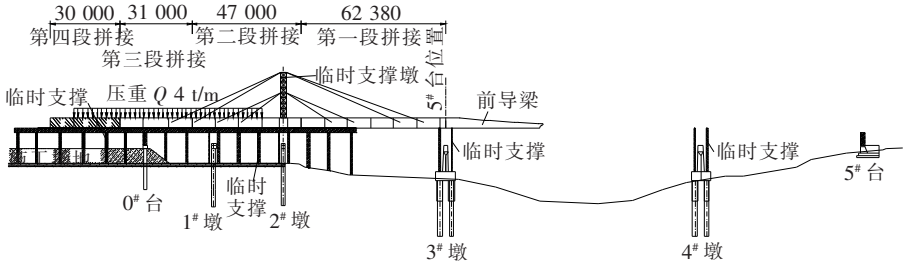 30 000 31 000 47 000 62 380
第四段拼接 第二段拼接 第一段拼接
第三段拼接
5# 台位置
临时支撑墩
临时支撑 压重 Q 4 t/m
前导梁
临时支撑 临时支撑
临时
支撑
0# 台
1# 墩
2# 墩
3# 墩
4# 墩
5# 台